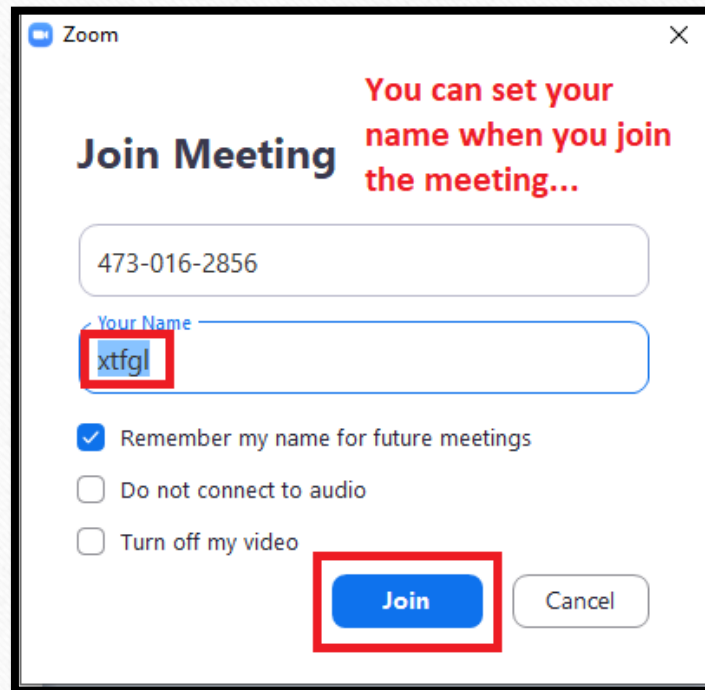 Zoom
You can set your
name when you join
the meeting...
Join Meeting
473-016-2856
Your Name
xtfgl
Remember my name for future meetings
Do not connect to audio
Turn off my video
Join
Cancel